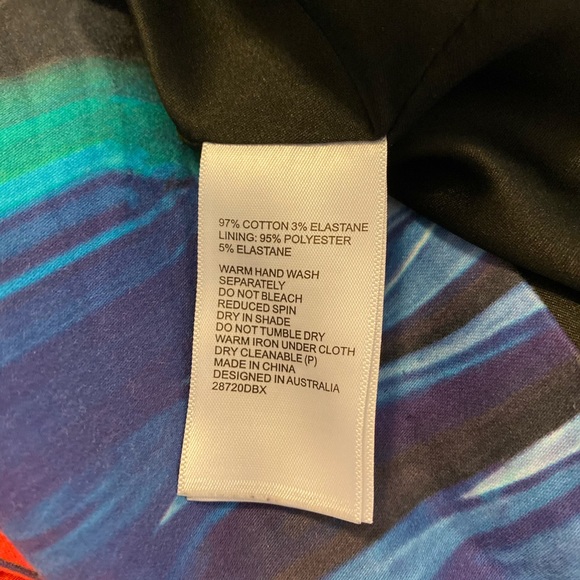 97% COTTON 3% ELASTANE
LINING: 95% POLYESTER
5% ELASTANE
WARM HAND WASH
SEPARATELY
DO NOT BLEACH
REDUCED SPIN
DRY IN SHADE
DO NOT TUMBLE DRY
WARM IRON UNDER CLOTH
DRY CLEANABLE (P)
MADE IN CHINA
DESIGNED IN AUSTRALIA
28720DBX